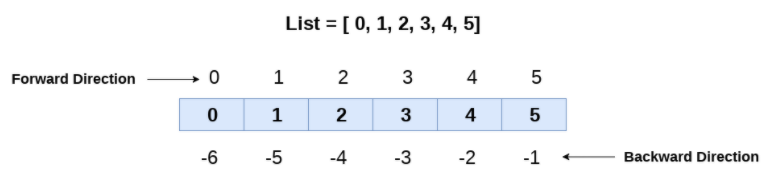 List = [ 0, 1, 2, 3, 4, 5]
Forward Direction 0 1 2 3 4 5
0 1 2 3 4 5
-6 -5 -4 -3 -2 -1 Backward Direction